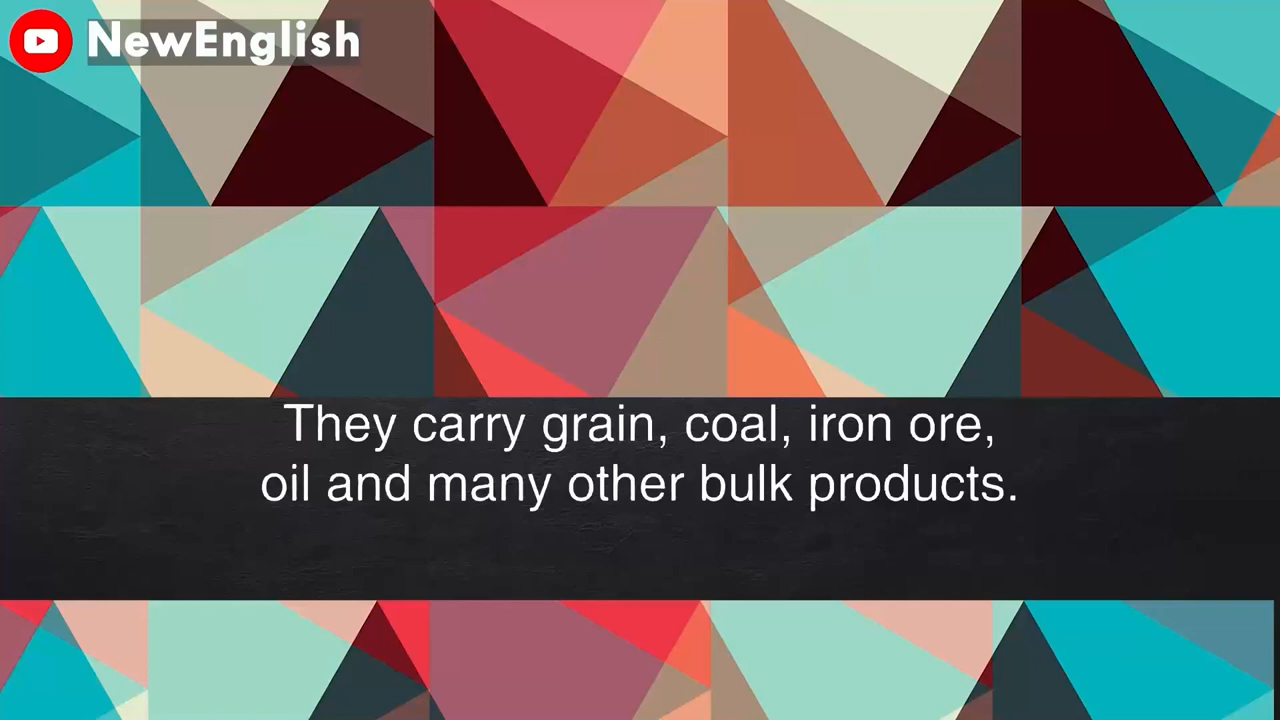 NewEnglish
They carry grain, coal, iron ore,
oil and many other bulk products.